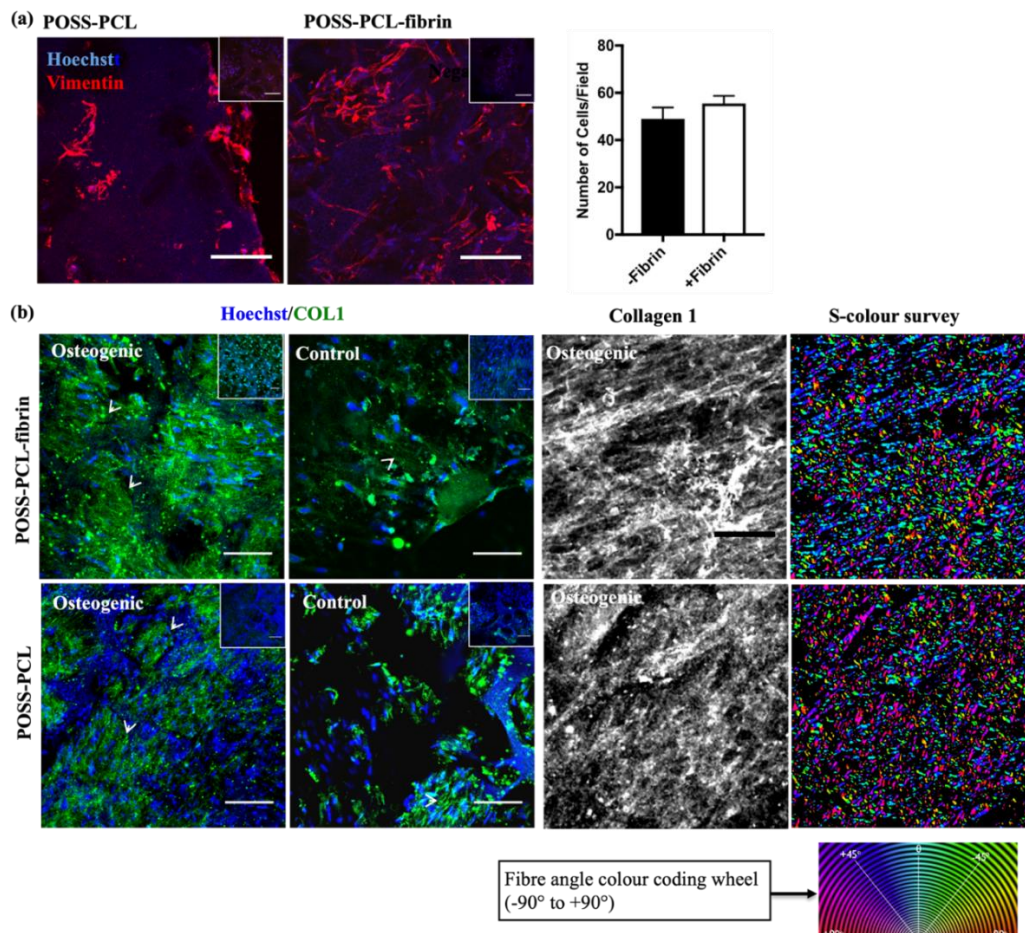 (a)
POSS-PCL
POSS-PCL-fibrin
Hoechst
Vimentin
Number of Cells/Field
80
60
40
20
0
-Fibrin
+Fibrin
(b)
Hoechst/COL1
Collagen 1
S-colour survey
POSS-PCL-fibrin
Osteogenic
Control
Osteogenic
POSS-PCL
Osteogenic
Control
Osteogenic
Fibre angle colour coding wheel
(-90° to +90°)
+45°
0
-45°